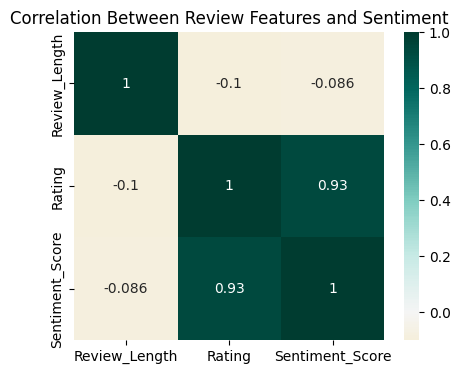 Correlation Between Review Features and Sentiment
Review_Length
1
-0.1
-0.086
Rating
-0.1
1
0.93
Sentiment_Score
-0.086
0.93
1
Review_Length
Rating
Sentiment_Score
1.0
0.8
0.6
0.4
0.2
0.0